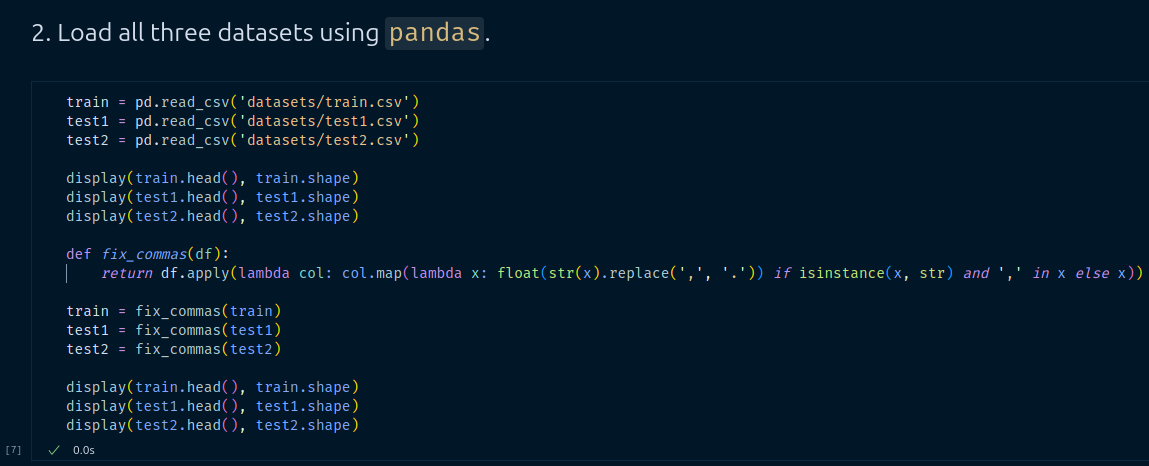 2. Load all three datasets using pandas.
train = pd.read_csv('datasets/train.csv')
test1 = pd.read_csv('datasets/test1.csv')
test2 = pd.read_csv('datasets/test2.csv')
display(train.head(), train.shape)
display(test1.head(), test1.shape)
display(test2.head(), test2.shape)
def fix_commas(df):
return df.apply(lambda col: col.map(lambda x: float(str(x).replace(',', '.')) if isinstance(x, str) and ',' in x else x))
train = fix_commas(train)
test1 = fix_commas(test1)
test2 = fix_commas(test2)
display(train.head(), train.shape)
display(test1.head(), test1.shape)
display(test2.head(), test2.shape)
[7] ✓ 0.0s